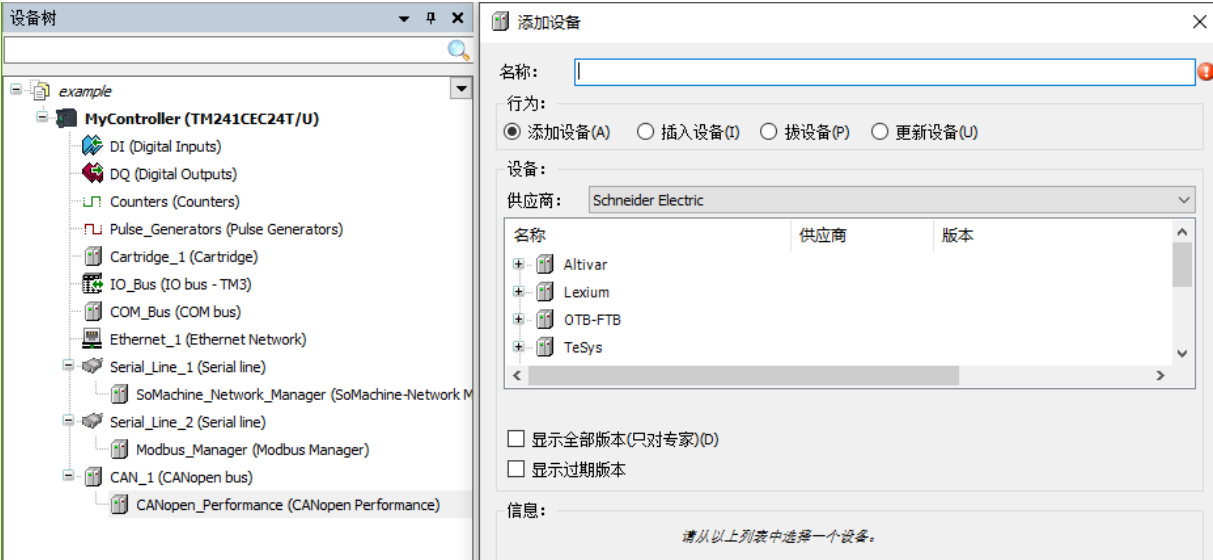 设备树
example
MyController (TM241CEC24T/U)
DI (Digital Inputs)
DQ (Digital Outputs)
Counters (Counters)
Pulse_Generators (Pulse Generators)
Cartridge_1 (Cartridge)
IO_Bus (IO bus - TM3)
COM_Bus (COM bus)
Ethernet_1 (Ethernet Network)
Serial_Line_1 (Serial line)
SoMachine_Network_Manager (SoMachine-Network M
Serial_Line_2 (Serial line)
Modbus_Manager (Modbus Manager)
CAN_1 (CANopen bus)
CANopen_Performance (CANopen Performance)
添加设备
名称：
行为：
添加设备(A) 插入设备(I) 拔设备(P) 更新设备(U)
设备：
供应商： Schneider Electric
名称 供应商 版本
Altivar
Lexium
OTB-FTB
TeSys
显示全部版本(只对专家)(D)
显示过期版本
信息：
请从以上列表中选择一个设备。